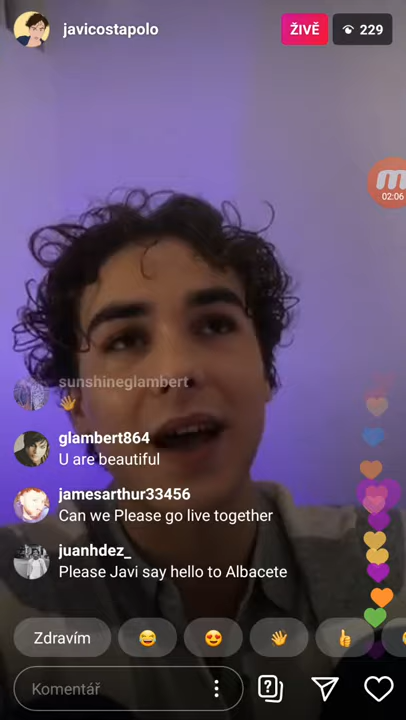 javicostapolo
ŽIVĚ
229
02:06
sunshineglambert
👋
glambert864
U are beautiful
jamesarthur33456
Can we Please go live together
juanhdez_
Please Javi say hello to Albacete
Zdravím 😂 😍 👋 👍
Komentář